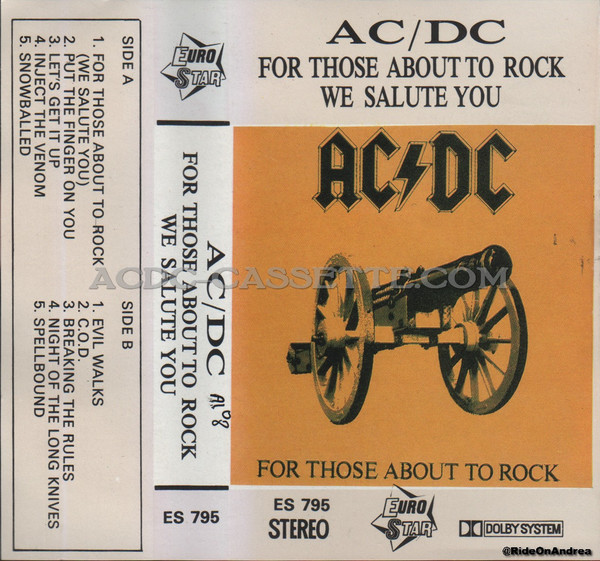 SIDE A
1. FOR THOSE ABOUT TO ROCK
(WE SALUTE YOU)
2. PUT THE FINGER ON YOU
3. LET'S GET IT UP
4. INJECT THE VENOM
5. SNOWBALLED
SIDE B
1. EVIL WALKS
2. C.O.D.
3. BREAKING THE RULES
4. NIGHT OF THE LONG KNIVES
5. SPELLBOUND
EURO
STAR
AC/DC
FOR THOSE ABOUT TO ROCK
WE SALUTE YOU
ES 795
AC/DC
FOR THOSE ABOUT TO ROCK
WE SALUTE YOU
AC DC
FOR THOSE ABOUT TO ROCK
ES 795
STEREO
EURO
STAR
DOLBY SYSTEM
ACDC-CASSETTE.COM
@RideOnAndrea